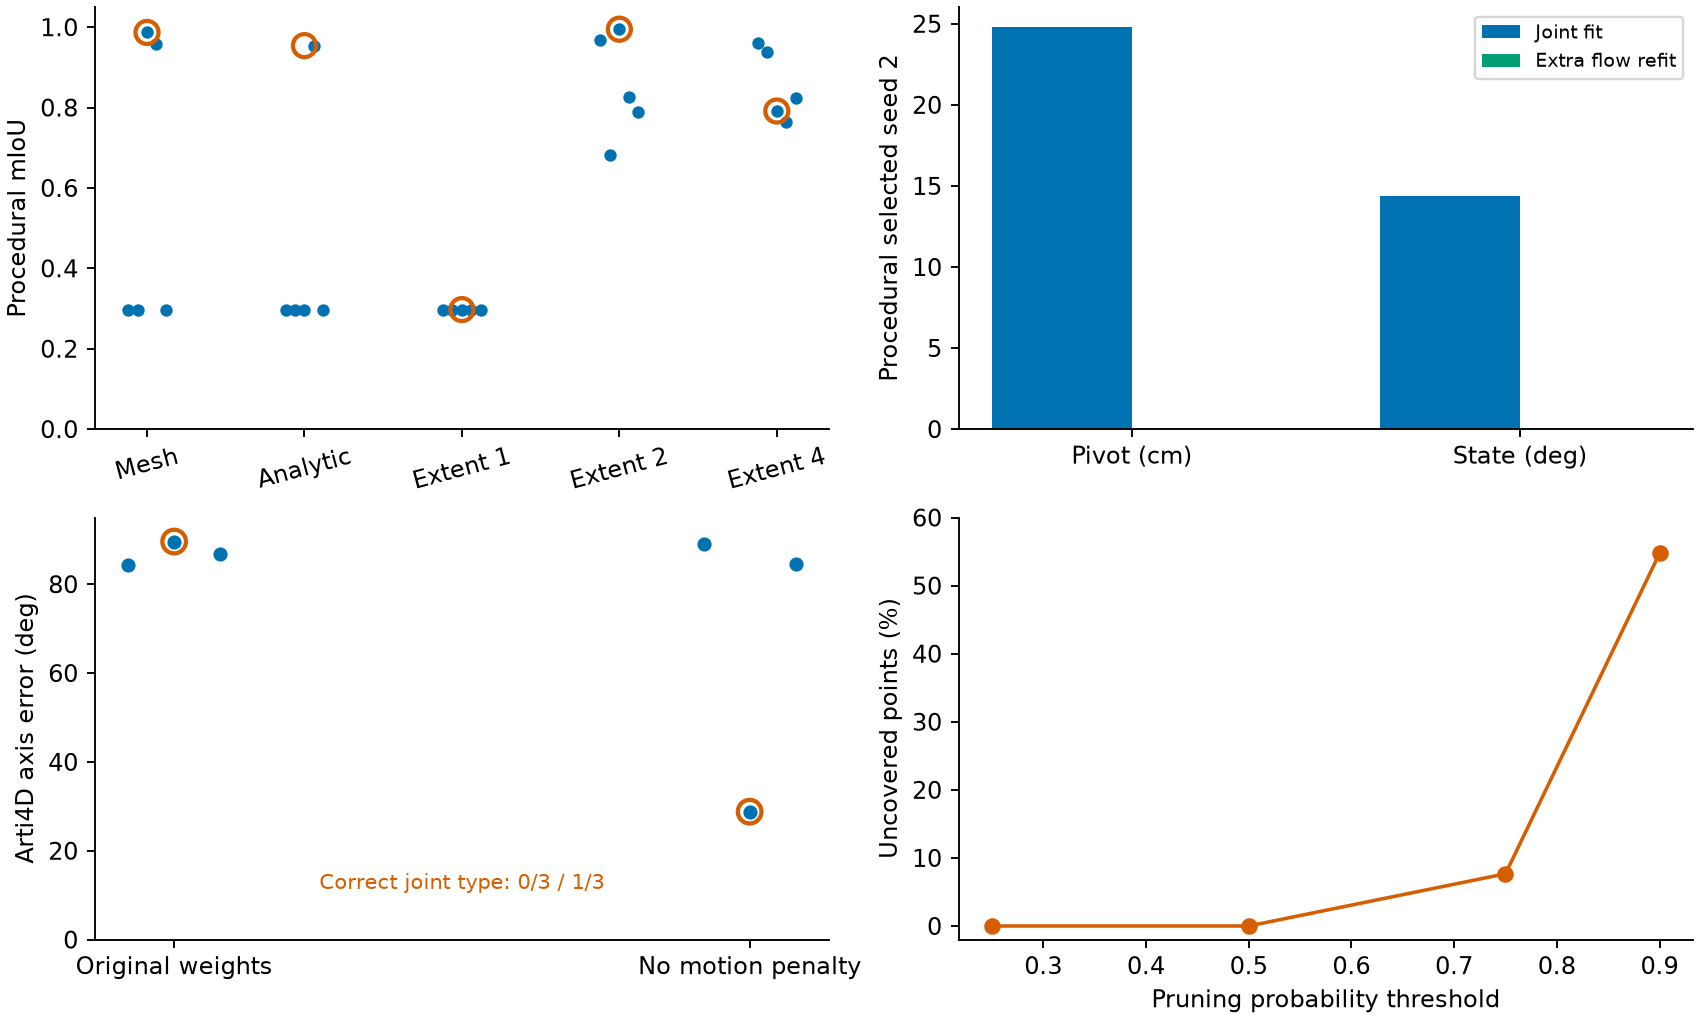 Procedural mIoU
1.0
0.8
0.6
0.4
0.2
0.0
Mesh
Analytic
Extent 1
Extent 2
Extent 4
Procedural selected seed 2
25
20
15
10
5
0
Joint fit
Extra flow refit
Pivot (cm)
State (deg)
Arti4D axis error (deg)
80
60
40
20
0
Correct joint type: 0/3 / 1/3
Original weights
No motion penalty
Uncovered points (%)
60
50
40
30
20
10
0
0.3
0.4
0.5
0.6
0.7
0.8
0.9
Pruning probability threshold